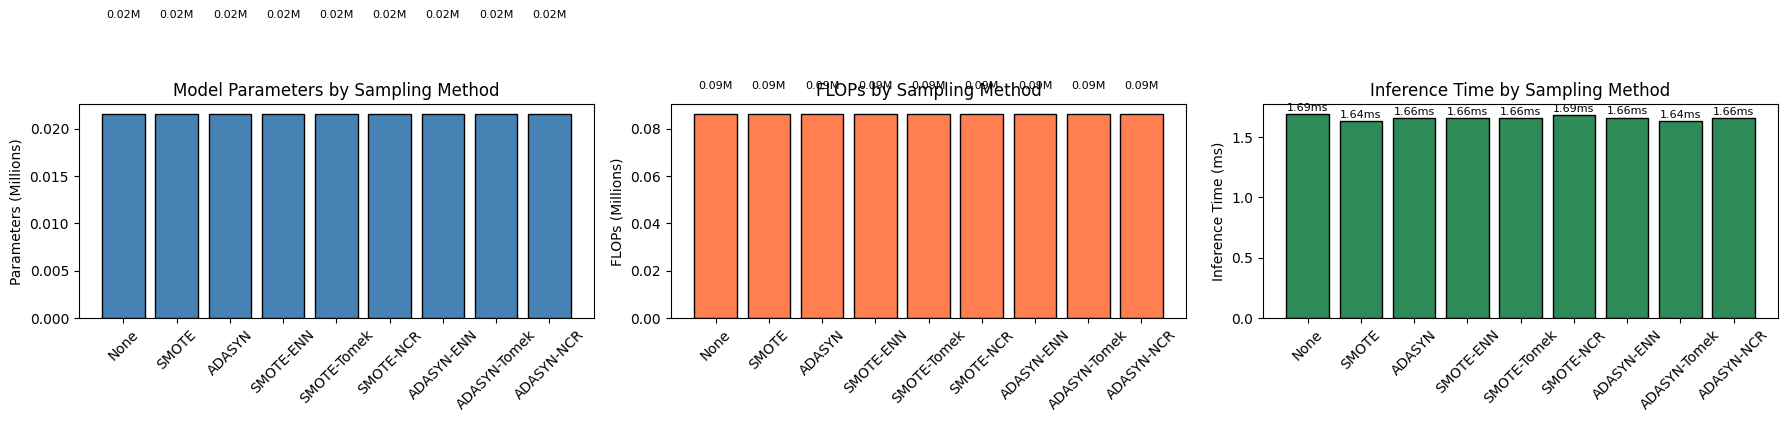 0.02M 0.02M 0.02M 0.02M 0.02M 0.02M 0.02M 0.02M 0.02M
Model Parameters by Sampling Method
Parameters (Millions)
0.020
0.015
0.010
0.005
0.000
None SMOTE ADASYN SMOTE-ENN SMOTE-Tomek SMOTE-NCR ADASYN-ENN ADASYN-Tomek ADASYN-NCR
0.09M 0.09M 0.09M 0.09M 0.09M 0.09M 0.09M 0.09M 0.09M
FLOPs by Sampling Method
FLOPs (Millions)
0.08
0.06
0.04
0.02
0.00
None SMOTE ADASYN SMOTE-ENN SMOTE-Tomek SMOTE-NCR ADASYN-ENN ADASYN-Tomek ADASYN-NCR
Inference Time by Sampling Method
1.69ms 1.64ms 1.66ms 1.66ms 1.66ms 1.69ms 1.66ms 1.64ms 1.66ms
Inference Time (ms)
1.5
1.0
0.5
0.0
None SMOTE ADASYN SMOTE-ENN SMOTE-Tomek SMOTE-NCR ADASYN-ENN ADASYN-Tomek ADASYN-NCR